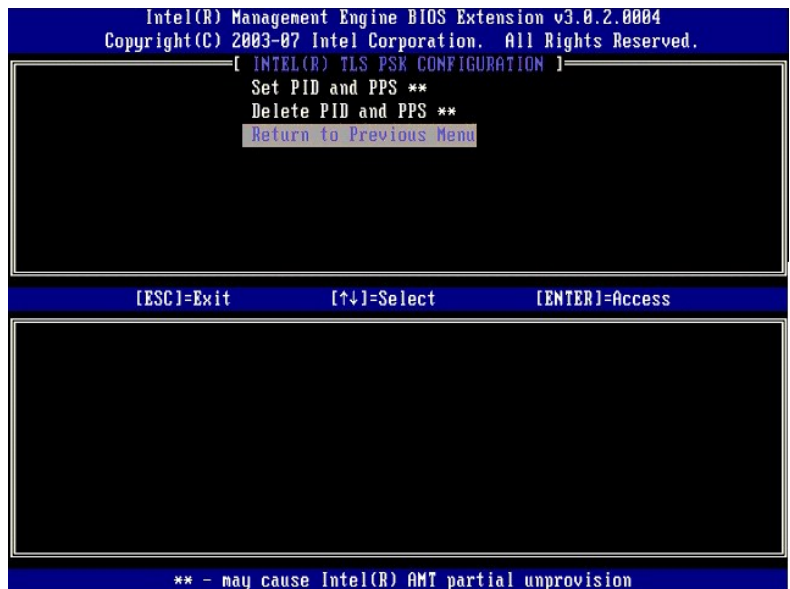 Intel(R) Management Engine BIOS Extension v3.0.2.0004
Copyright(C) 2003-07 Intel Corporation. All Rights Reserved.
[ INTEL(R) TLS PSK CONFIGURATION ]
Set PID and PPS **
Delete PID and PPS **
Return to Previous Menu
[ESC]=Exit [↑↓]=Select [ENTER]=Access
** - may cause Intel(R) AMT partial unprovision